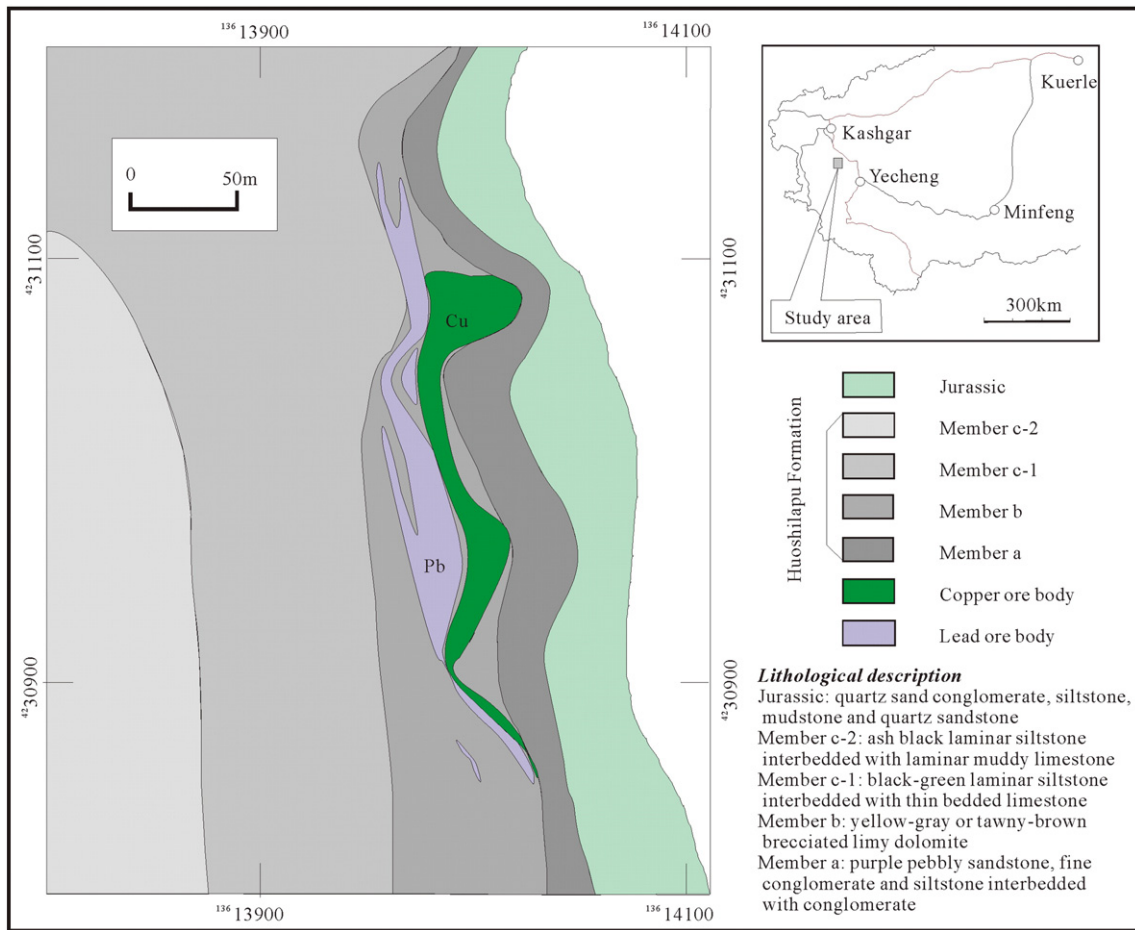 136 13900
136 14100
42 31100
42 31100
0 50m
Cu
Pb
42 30900
42 30900
136 13900
136 14100
Kuerle
Kashgar
Yecheng
Minfeng
Study area
300km
Huoshilapu Formation
Jurassic
Member c-2
Member c-1
Member b
Member a
Copper ore body
Lead ore body
Lithological description
Jurassic: quartz sand conglomerate, siltstone,
mudstone and quartz sandstone
Member c-2: ash black laminar siltstone
interbedded with laminar muddy limestone
Member c-1: black-green laminar siltstone
interbedded with thin bedded limestone
Member b: yellow-gray or tawny-brown
brecciated limy dolomite
Member a: purple pebbly sandstone, fine
conglomerate and siltstone interbedded
with conglomerate